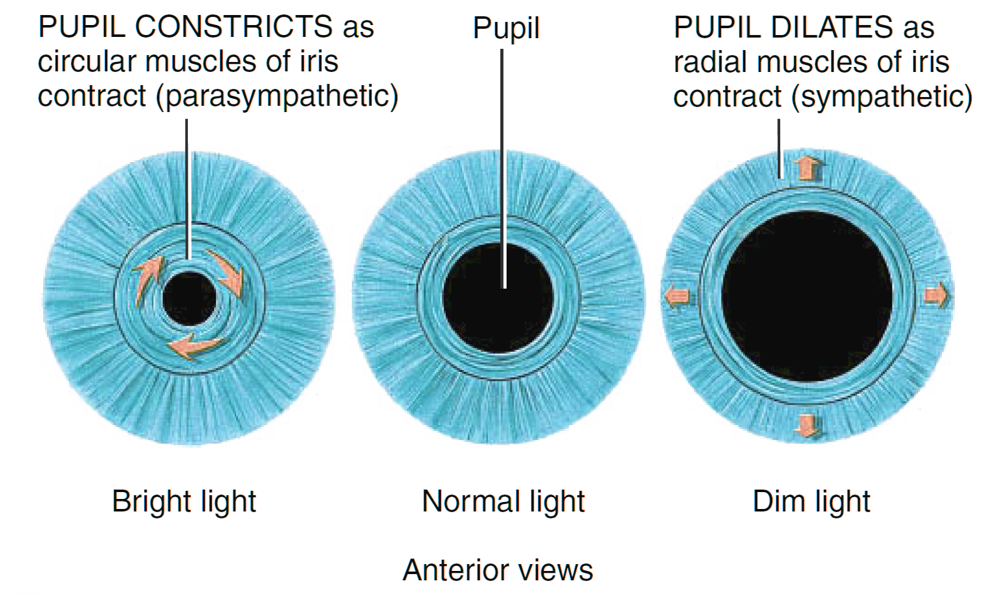 PUPIL CONSTRICTS as
circular muscles of iris
contract (parasympathetic)
Pupil
PUPIL DILATES as
radial muscles of iris
contract (sympathetic)
Bright light
Normal light
Dim light
Anterior views